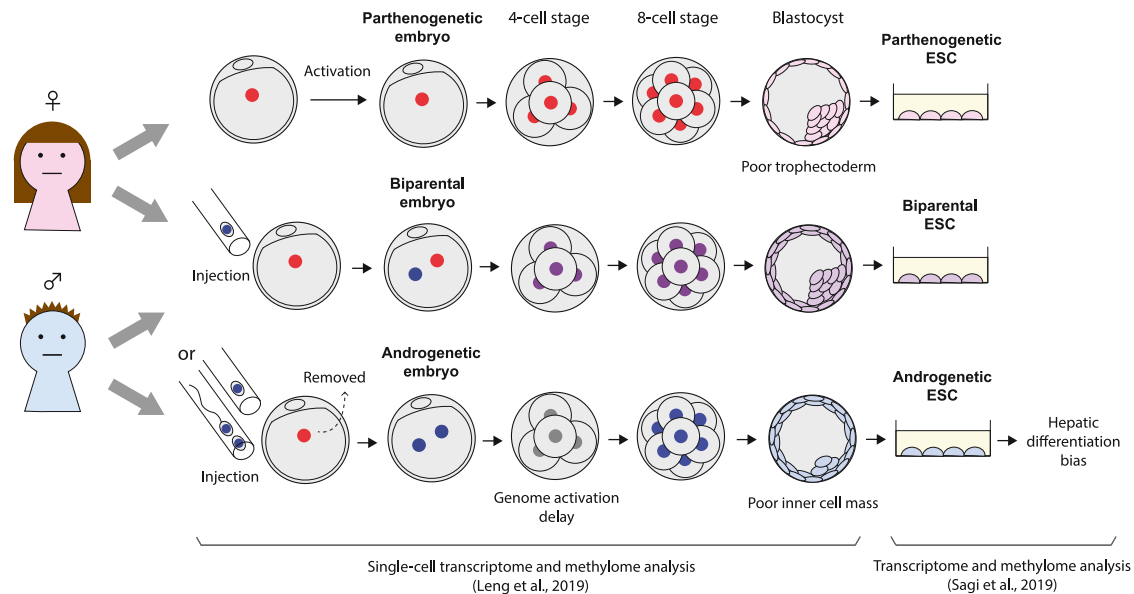 Parthenogenetic
embryo
4-cell stage
8-cell stage
Blastocyst
Parthenogenetic
ESC
Activation
♀
Poor trophectoderm
Biparental
embryo
Biparental
ESC
Injection
♂
or
Removed
Androgenetic
embryo
Androgenetic
ESC
Hepatic
differentiation
bias
Injection
Genome activation
delay
Poor inner cell mass
Single-cell transcriptome and methylome analysis
(Leng et al., 2019)
Transcriptome and methylome analysis
(Sagi et al., 2019)